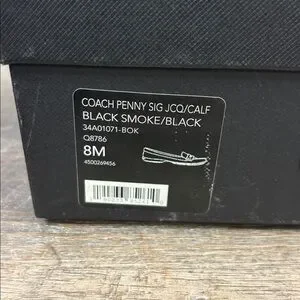 COACH PENNY SIG JCQ/CALF
BLACK SMOKE/BLACK
34A01071-BOK
Q8786
8M
4500269456